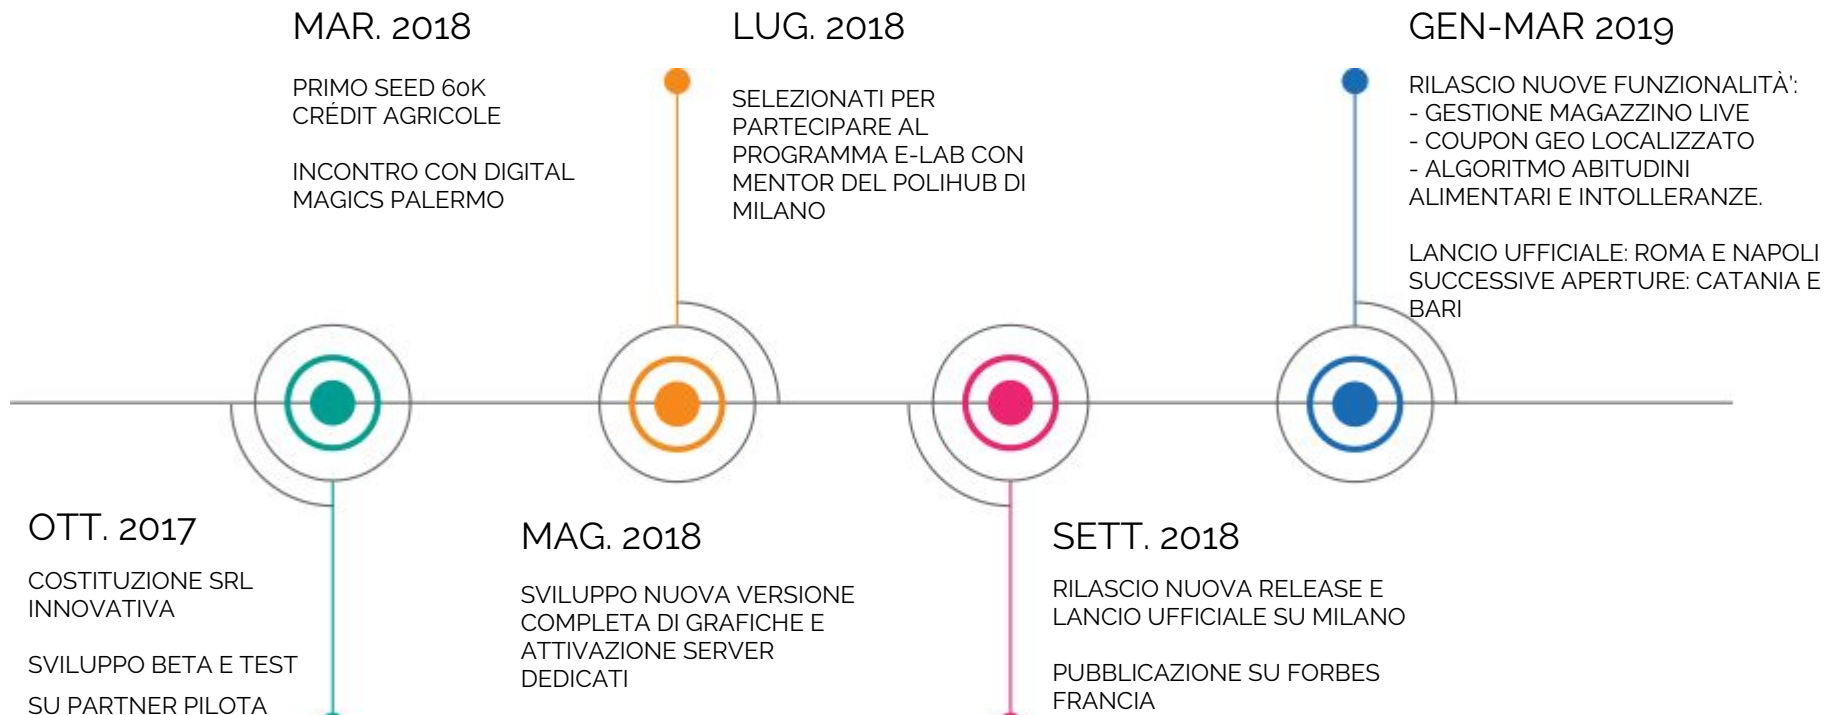 MAR. 2018
PRIMO SEED 60K
CRÉDIT AGRICOLE
INCONTRO CON DIGITAL
MAGICS PALERMO
LUG. 2018
SELEZIONATI PER
PARTECIPARE AL
PROGRAMMA E-LAB CON
MENTOR DEL POLIHUB DI
MILANO
GEN-MAR 2019
RILASCIO NUOVE FUNZIONALITÀ':
- GESTIONE MAGAZZINO LIVE
- COUPON GEO LOCALIZZATO
- ALGORITMO ABITUDINI
ALIMENTARI E INTOLLERANZE.
LANCIO UFFICIALE: ROMA E NAPOLI
SUCCESSIVE APERTURE: CATANIA E
BARI
OTT. 2017
COSTITUZIONE SRL
INNOVATIVA
SVILUPPO BETA E TEST
SU PARTNER PILOTA
MAG. 2018
SVILUPPO NUOVA VERSIONE
COMPLETA DI GRAFICHE E
ATTIVAZIONE SERVER
DEDICATI
SETT. 2018
RILASCIO NUOVA RELEASE E
LANCIO UFFICIALE SU MILANO
PUBBLICAZIONE SU FORBES
FRANCIA